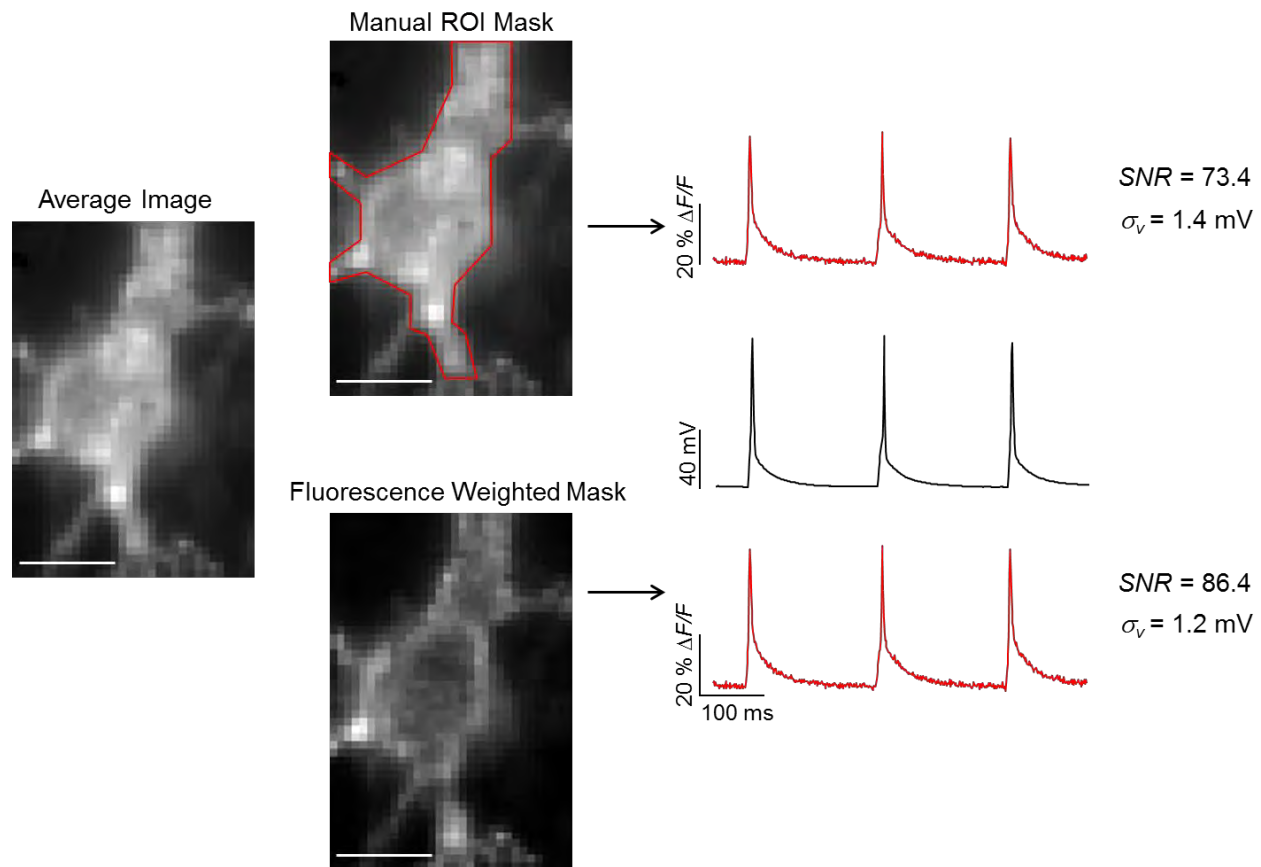 Average Image
Manual ROI Mask
20 % ΔF/F
SNR = 73.4
σv = 1.4 mV
40 mV
Fluorescence Weighted Mask
20 % ΔF/F
100 ms
SNR = 86.4
σv = 1.2 mV